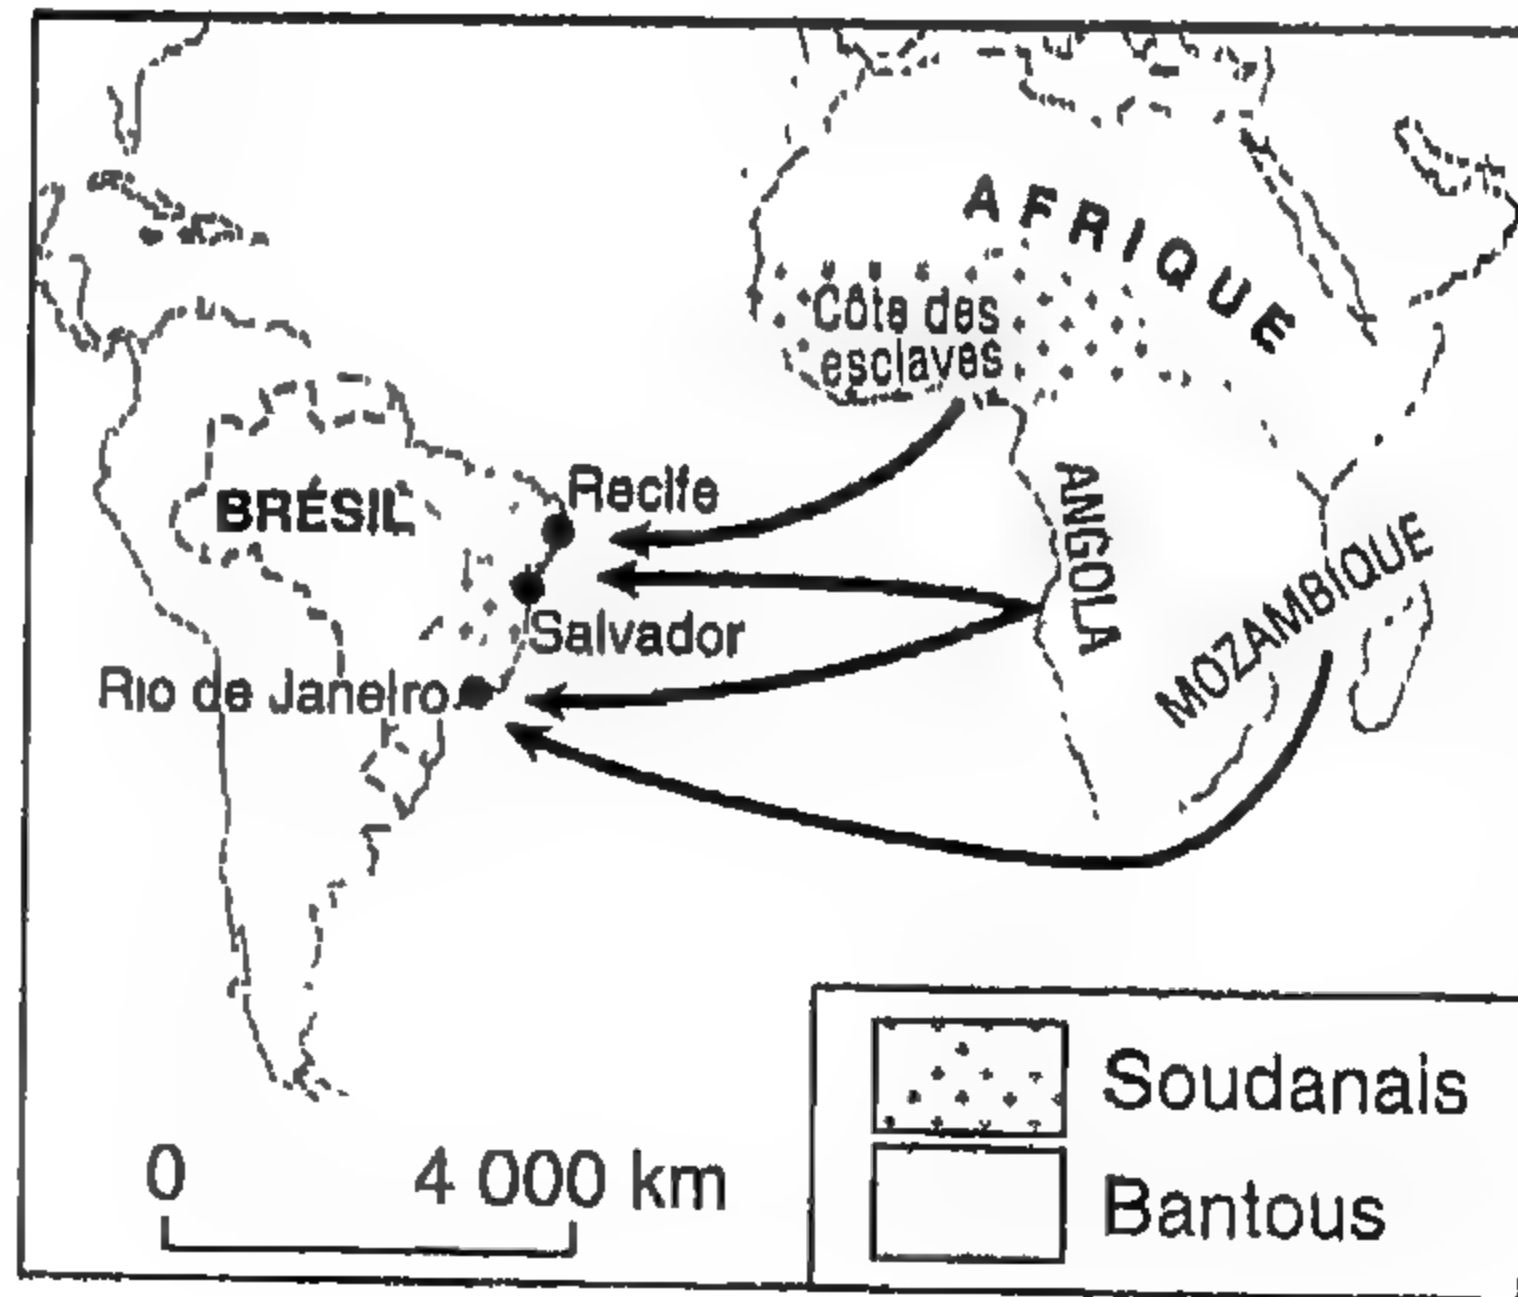 AFRIQUE
Côte des
esclaves
Recife
BRÉSIL
ANGOLA
MOZAMBIQUE
Salvador
Rio de Janeiro
Soudanais
0 4 000 km
Bantous